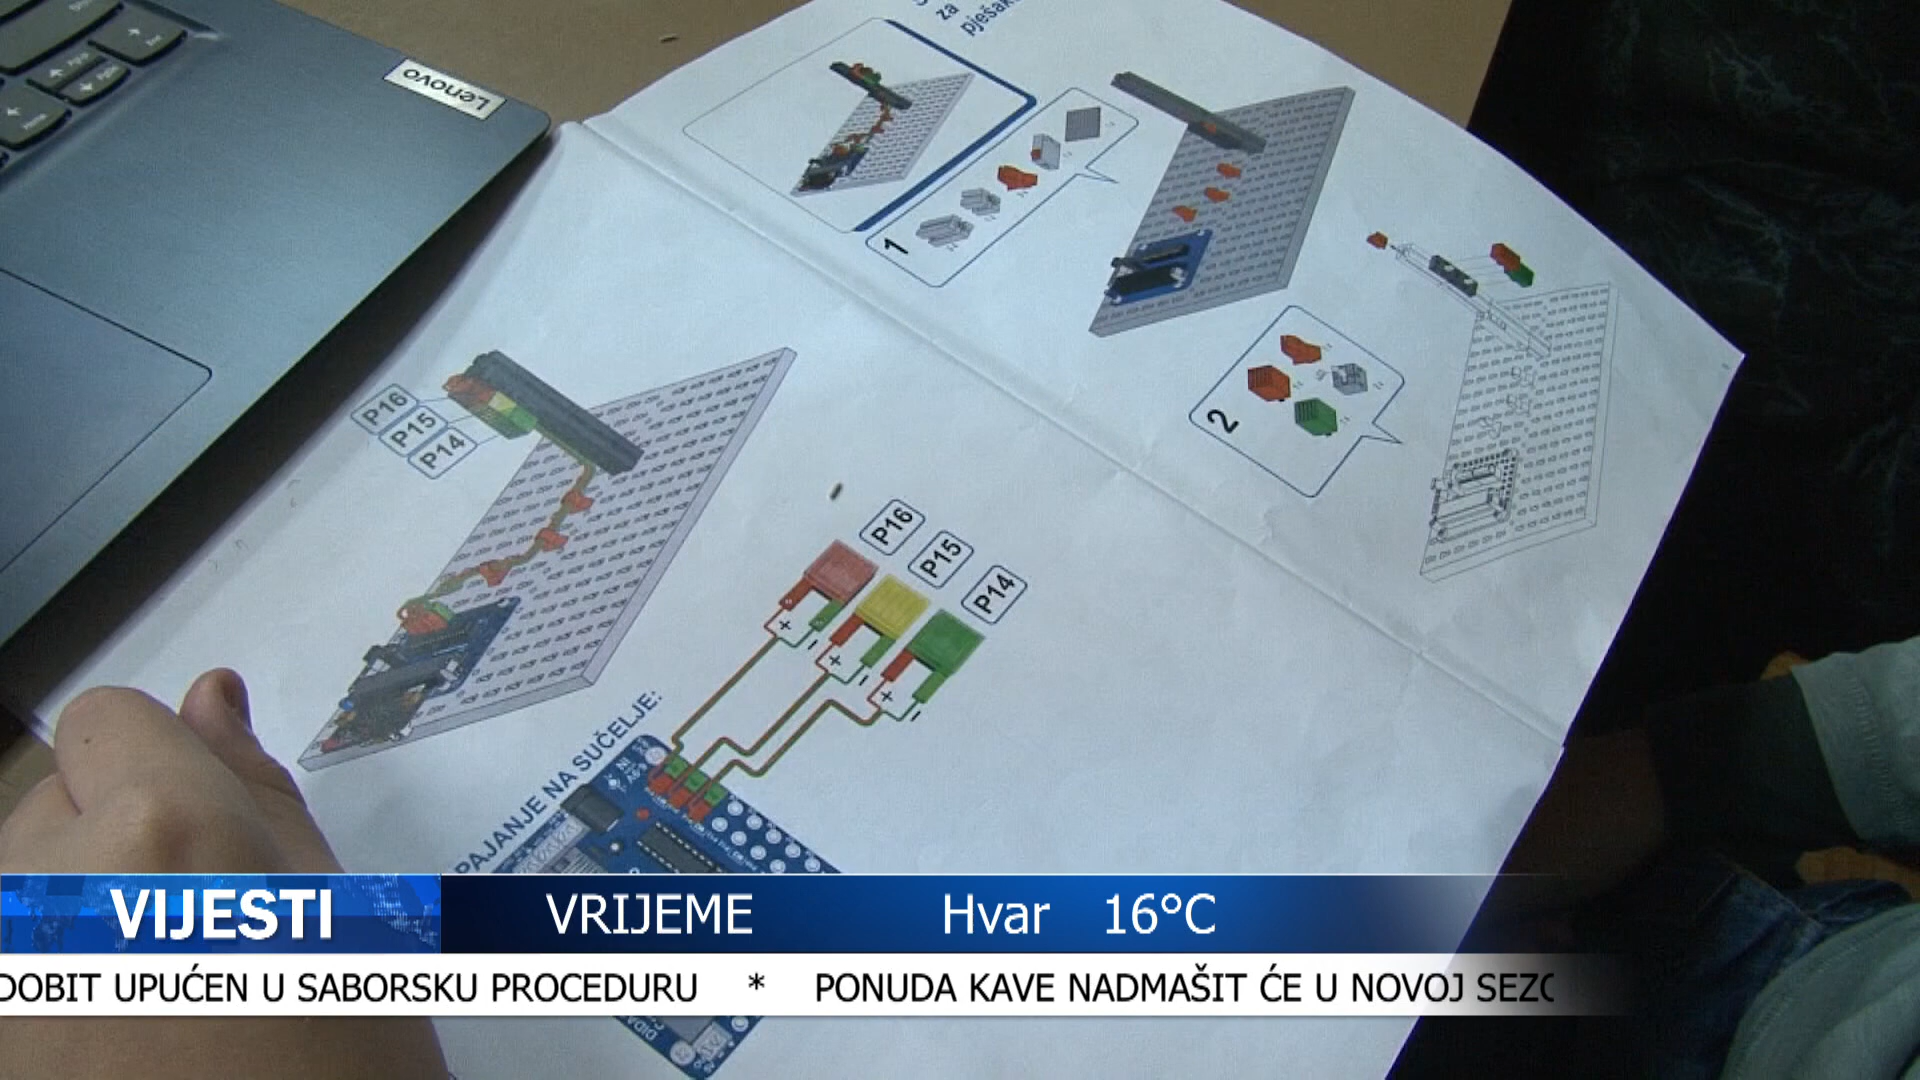 Lenovo
Home
za
pješak
1
2
P16
P15
P14
P16
P15
P14
+
-
+
-
+
-
PAJANJE NA SUČELJE:
VIJESTI
VRIJEME Hvar 16°C
DOBIT UPUĆEN U SABORSKU PROCEDURU * PONUDA KAVE NADMAŠIT ĆE U NOVOJ SEZO